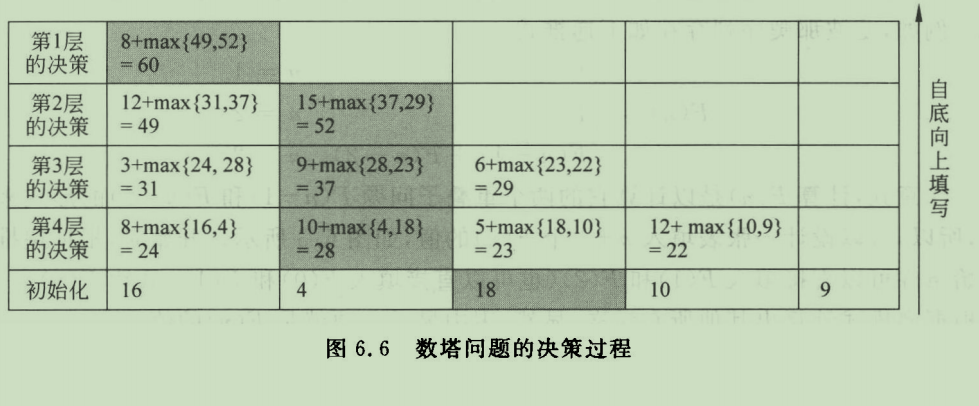 第1层
的决策
8+max{49,52}
= 60
第2层
的决策
12+max{31,37}
= 49
15+max{37,29}
= 52
第3层
的决策
3+max{24, 28}
= 31
9+max{28,23}
= 37
6+max{23,22}
= 29
第4层
的决策
8+max{16,4}
= 24
10+max{4,18}
= 28
5+max{18,10}
= 23
12+ max{10,9}
= 22
初始化
16
4
18
10
9
自底向上填写
图 6.6 数塔问题的决策过程